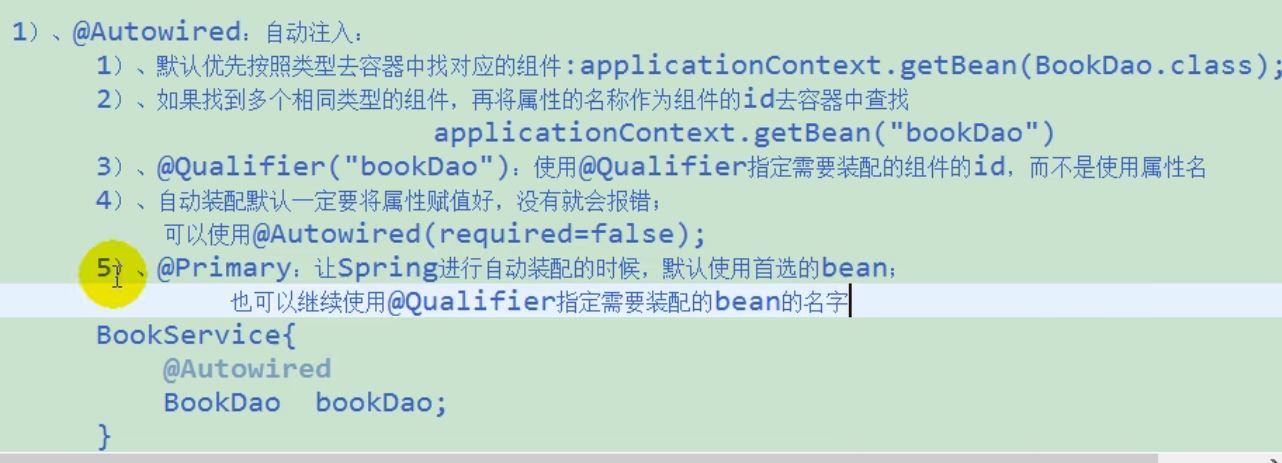 1）、@Autowired：自动注入：
1）、默认优先按照类型去容器中找对应的组件:applicationContext.getBean(BookDao.class);
2）、如果找到多个相同类型的组件，再将属性的名称作为组件的id去容器中查找
applicationContext.getBean("bookDao")
3）、@Qualifier("bookDao")：使用@Qualifier指定需要装配的组件的id，而不是使用属性名
4）、自动装配默认一定要将属性赋值好，没有就会报错；
可以使用@Autowired(required=false);
5）、@Primary：让Spring进行自动装配的时候，默认使用首选的bean；
也可以继续使用@Qualifier指定需要装配的bean的名字
BookService{
@Autowired
BookDao  bookDao;
}